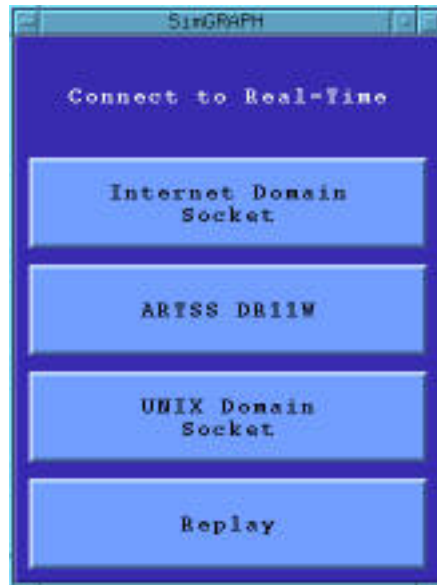 SimGRAPH
Connect to Real-Time
Internet Domain
Socket
ARTSS DR11W
UNIX Domain
Socket
Replay